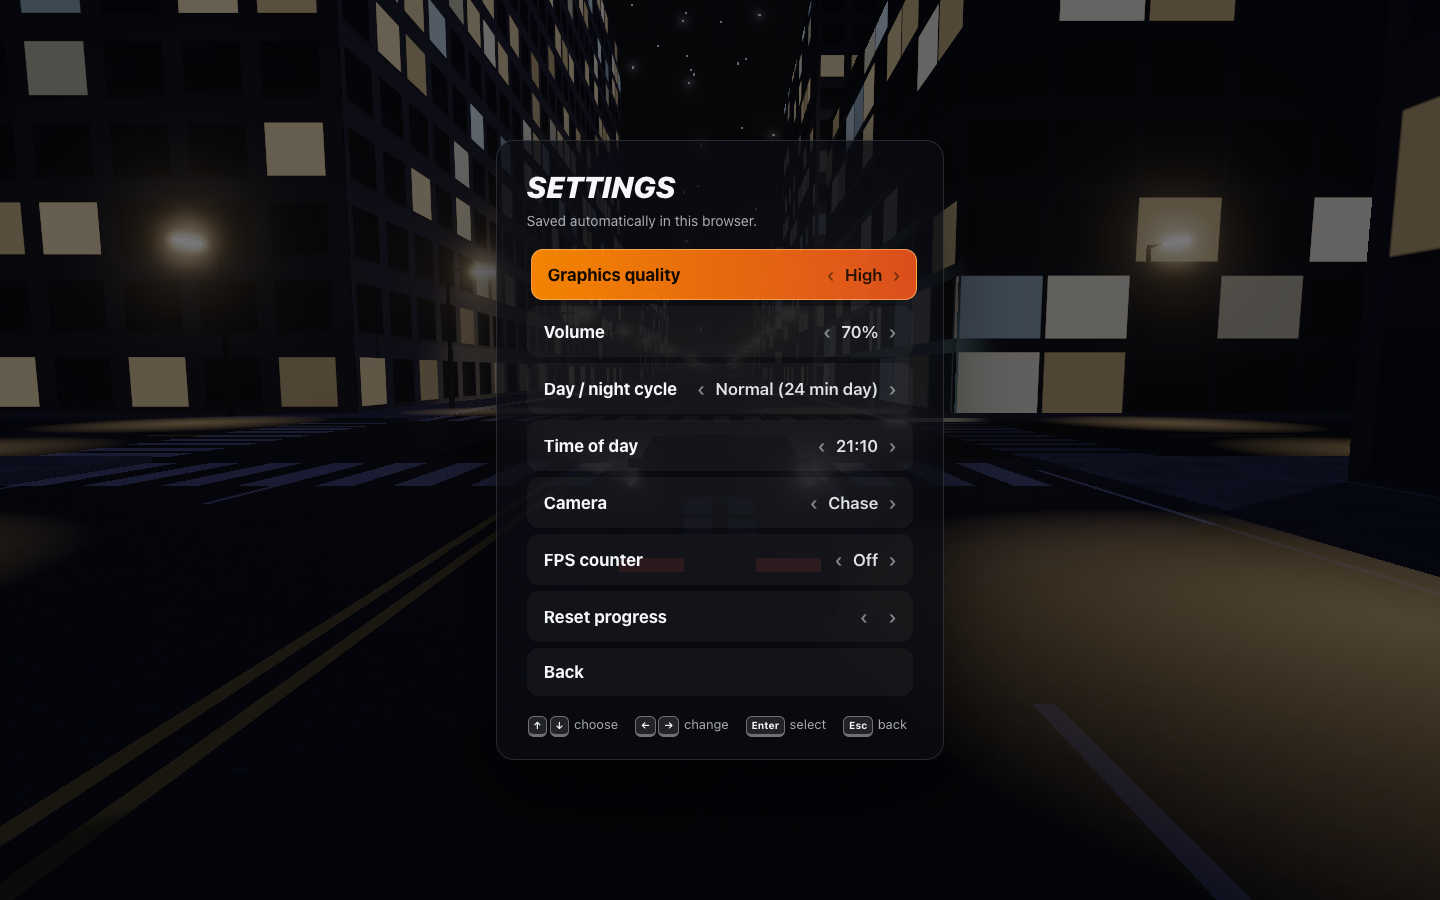 SETTINGS
Saved automatically in this browser.
Graphics quality ‹ High ›
Volume ‹ 70% ›
Day / night cycle ‹ Normal (24 min day) ›
Time of day ‹ 21:10 ›
Camera ‹ Chase ›
FPS counter ‹ Off ›
Reset progress ‹ ›
Back
↑ ↓ choose ← → change Enter select Esc back